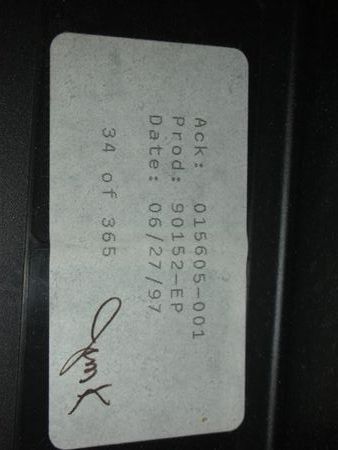 Ack: 015605-001
Prod: 90152-EP
Date: 06/27/97
34 of 365